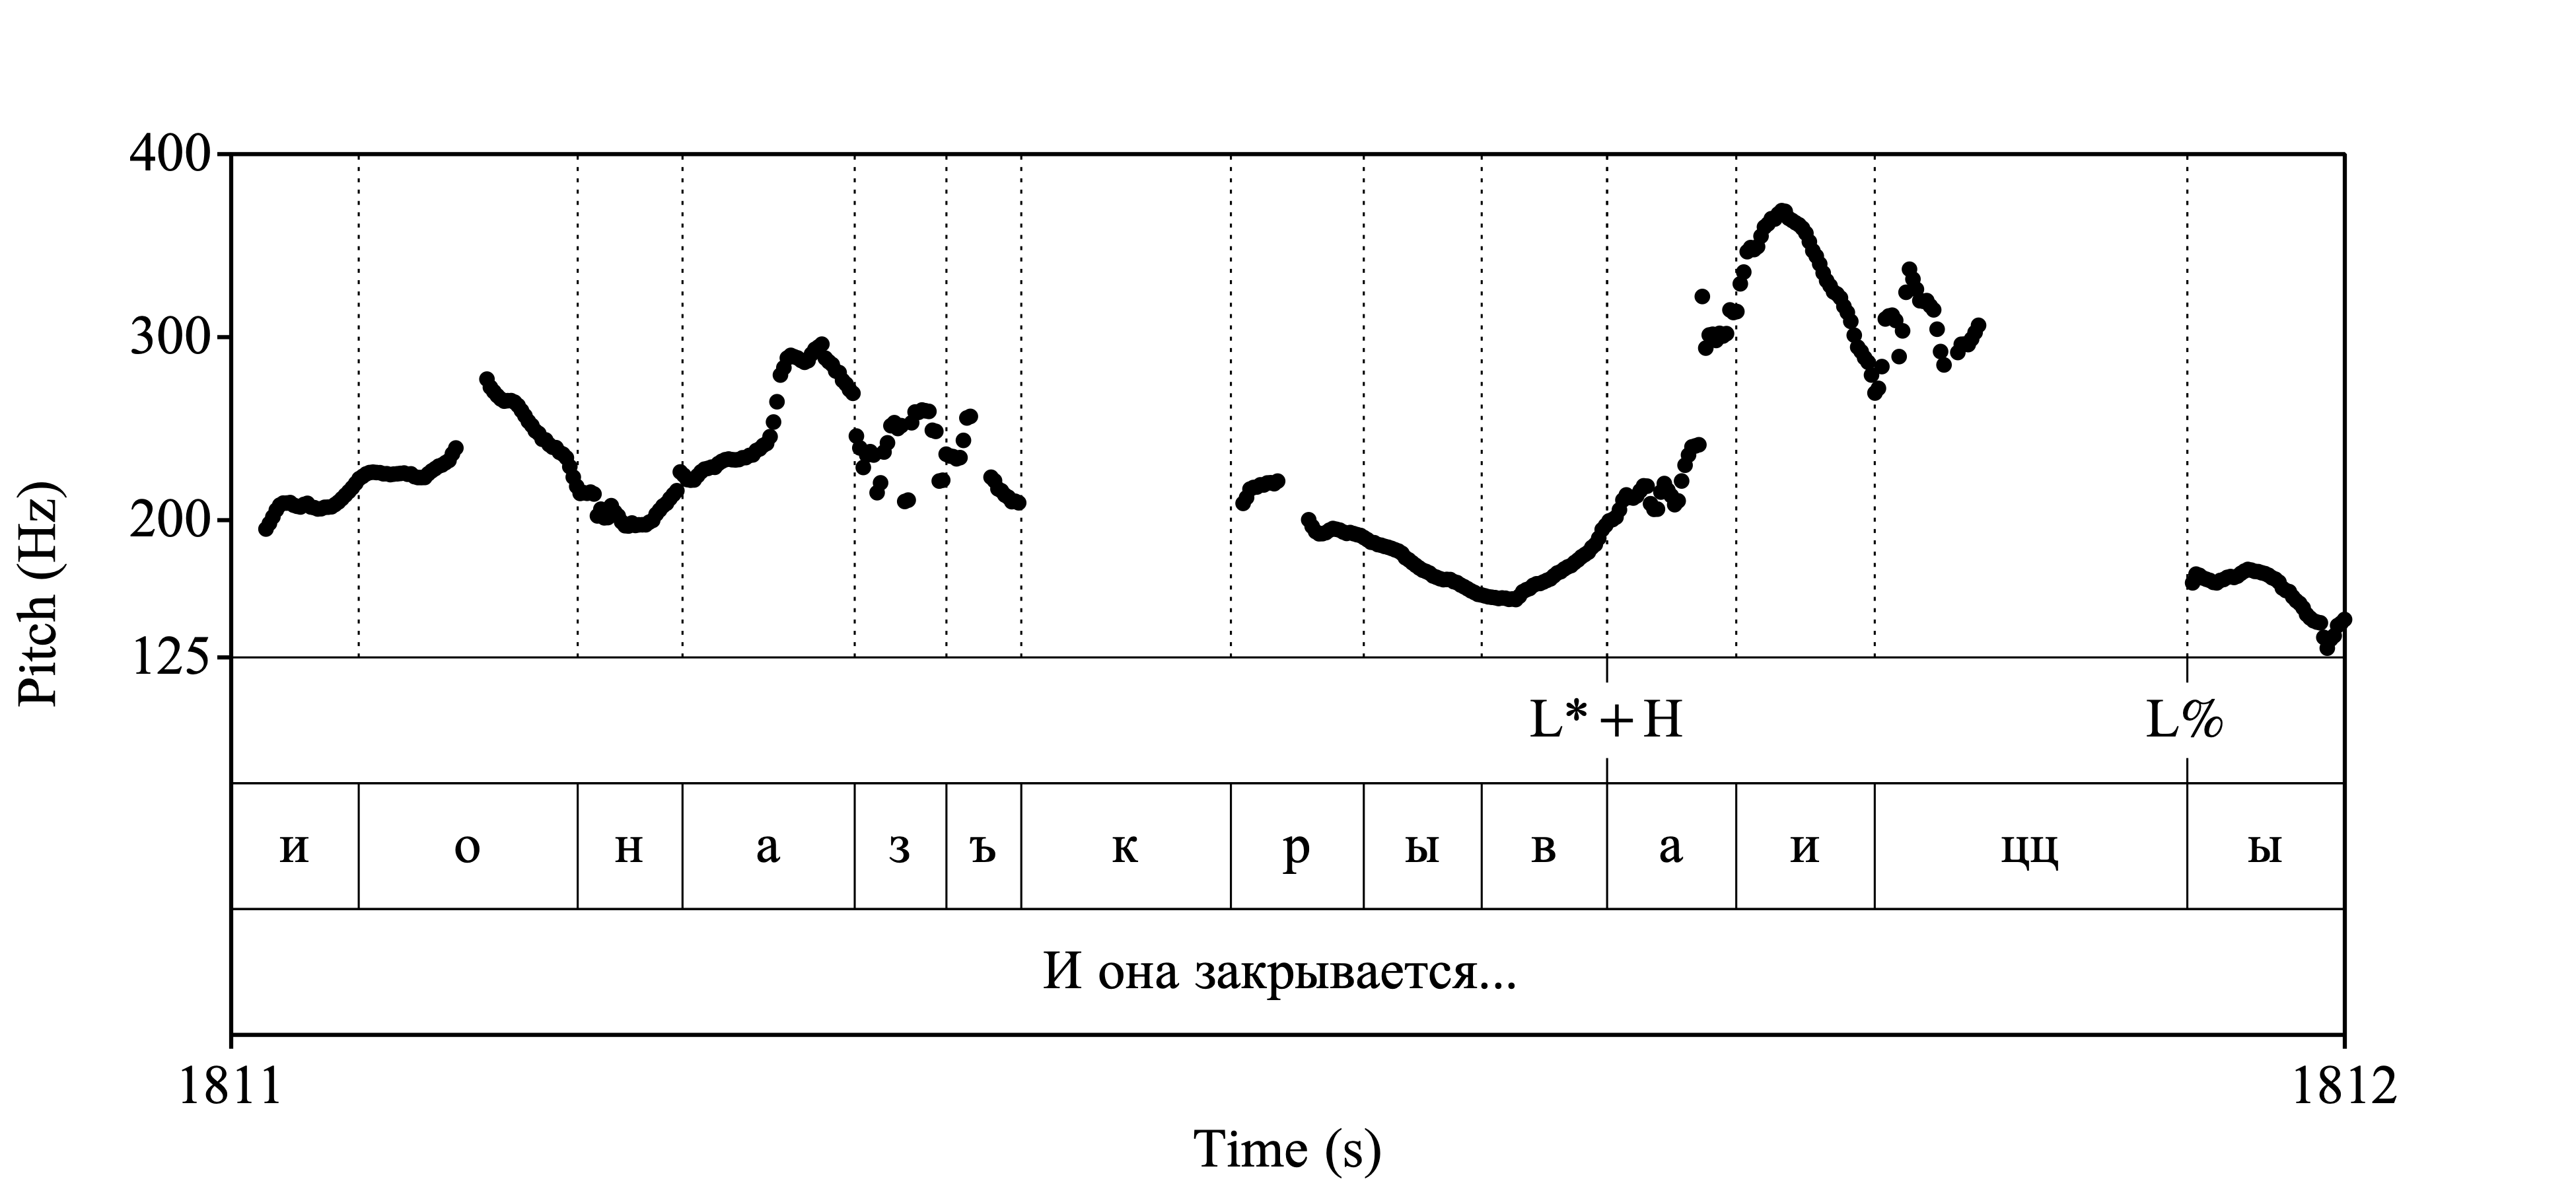 400
300
200
125
Pitch (Hz)
L* + H L%
и о н а з ъ к р ы в а и цц ы
И она закрывается...
1811 1812
Time (s)